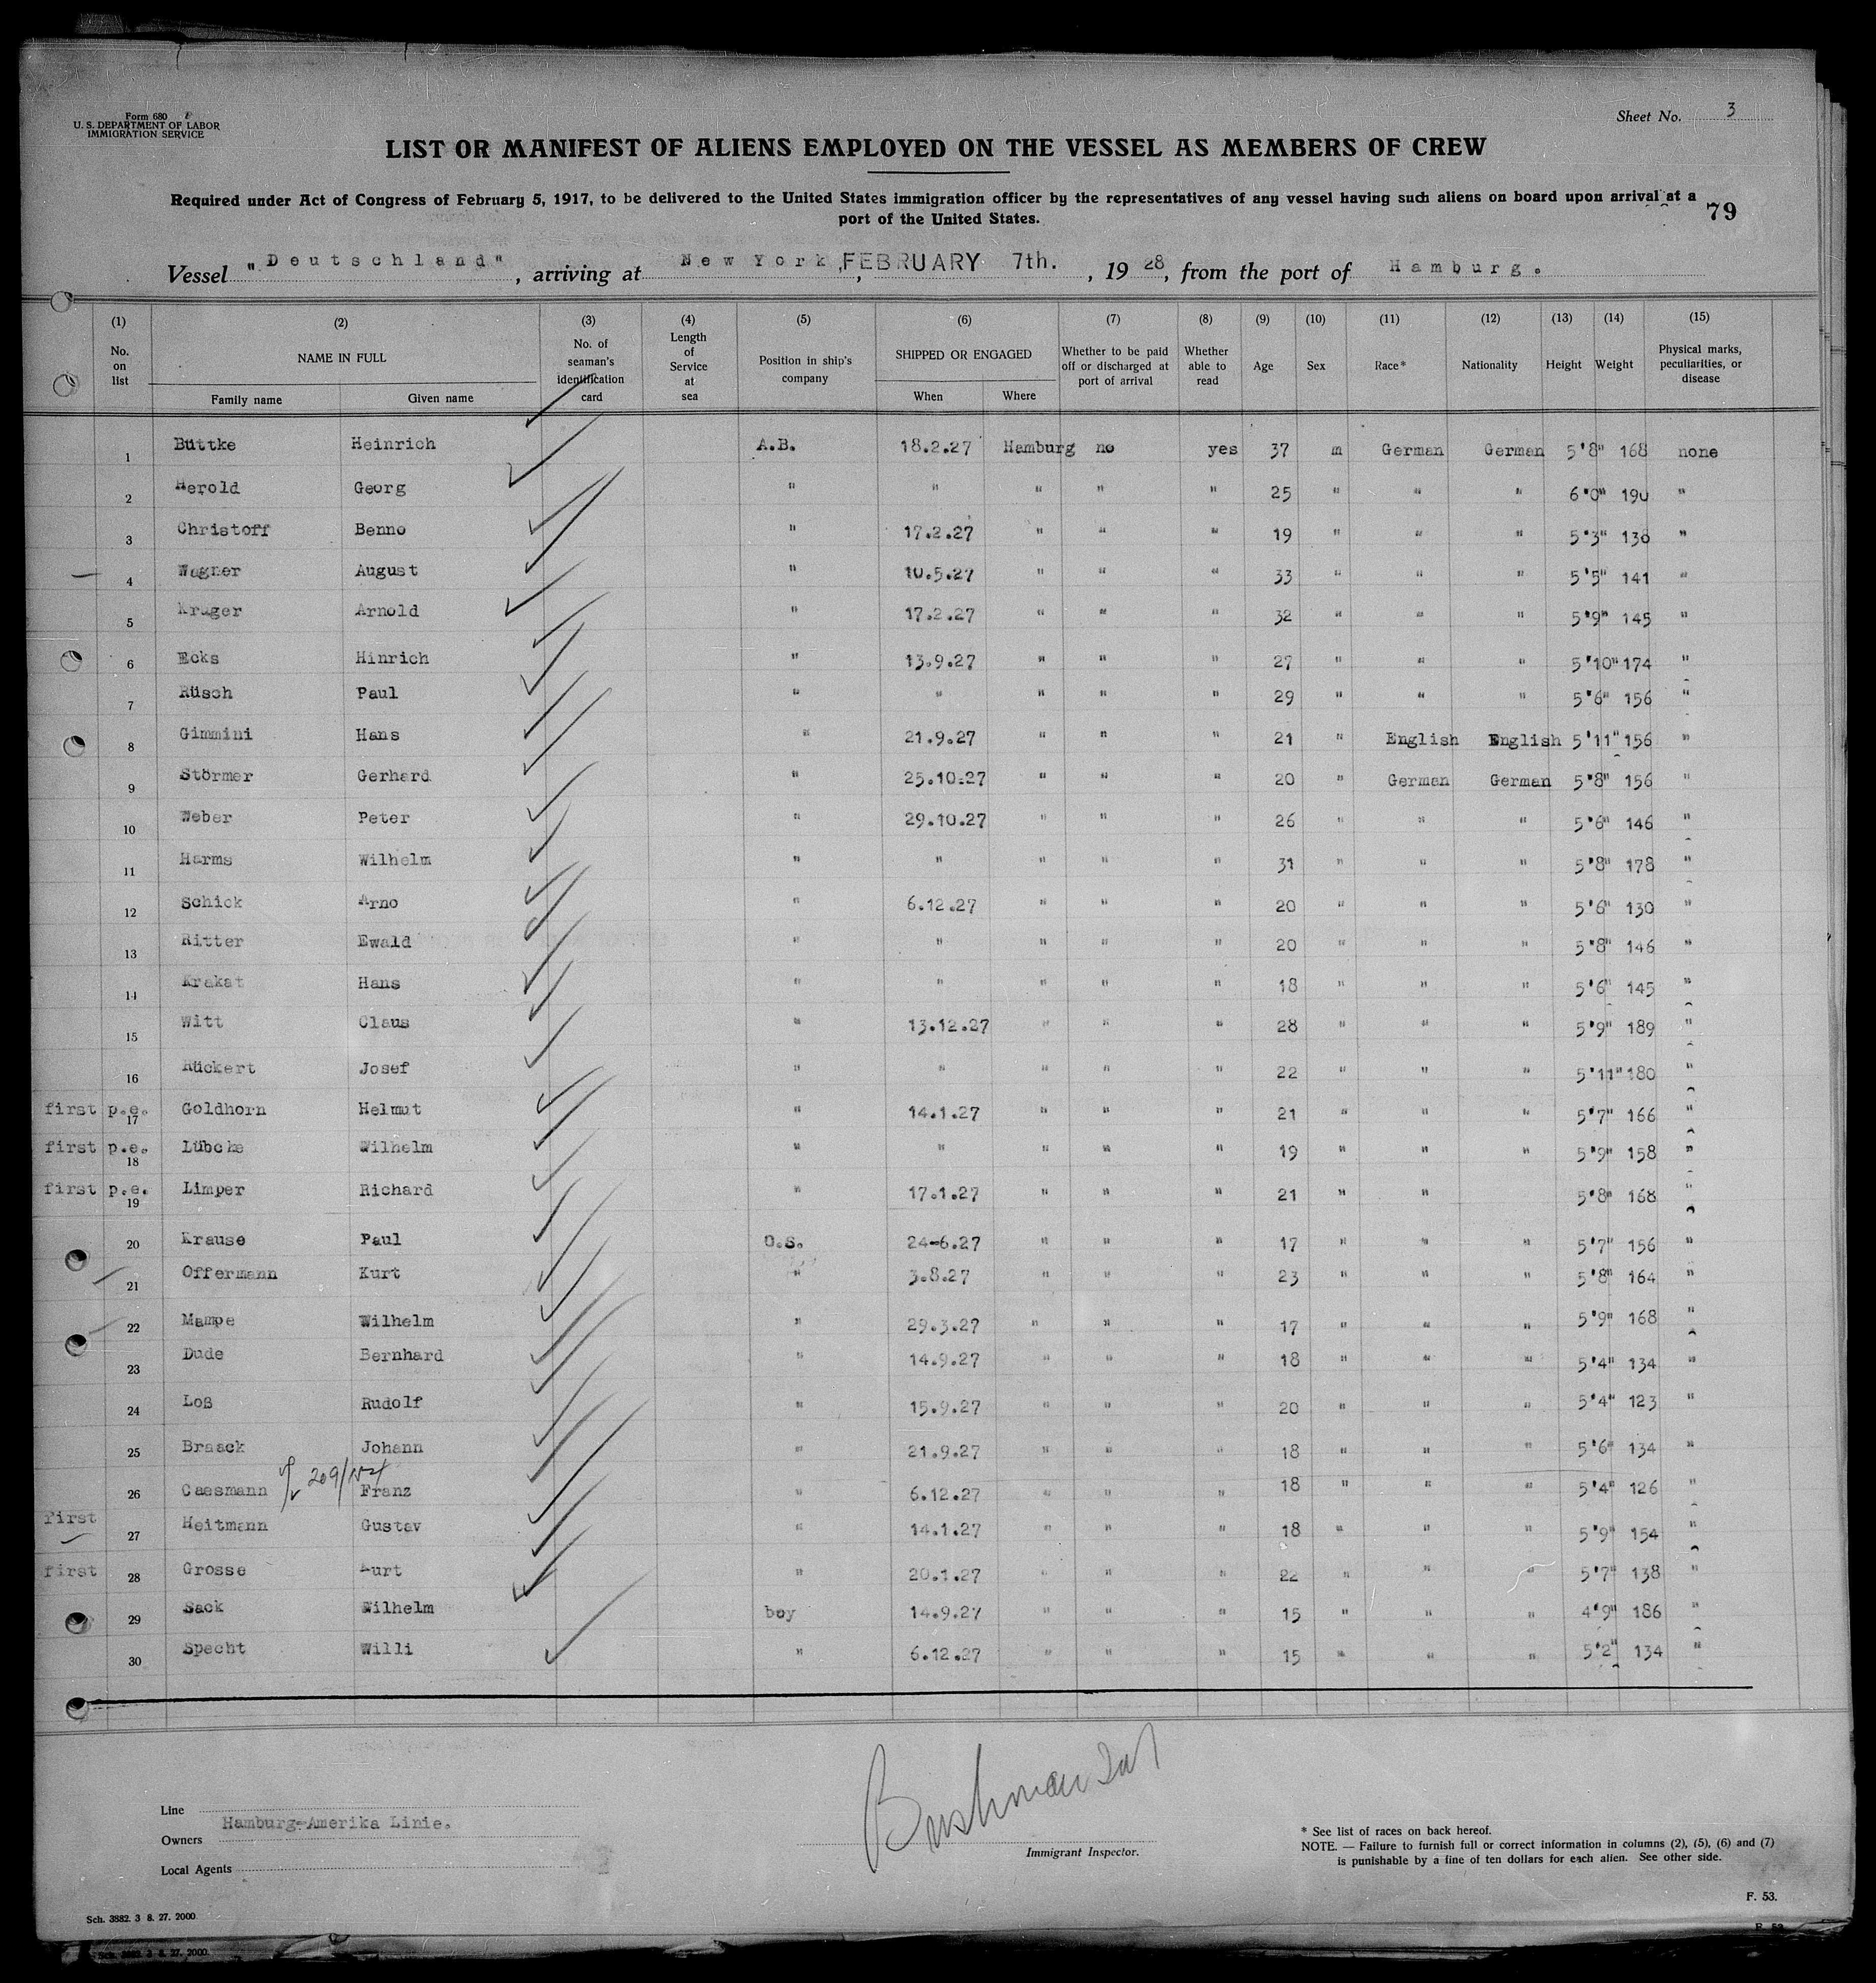 Form 680
U. S. DEPARTMENT OF LABOR
IMMIGRATION SERVICE
Sheet No. 3
LIST OR MANIFEST OF ALIENS EMPLOYED ON THE VESSEL AS MEMBERS OF CREW
Required under Act of Congress of February 5, 1917, to be delivered to the United States immigration officer by the representatives of any vessel having such aliens on board upon arrival at a
port of the United States.
79
Vessel "Deutschland", arriving at New York, FEBRUARY 7th., 1928, from the port of Hamburg.
(1) (2) (3) (4) (5) (6) (7) (8) (9) (10) (11) (12) (13) (14) (15)
No. on list NAME IN FULL Family name Given name No. of seaman's identification card Length of Service at sea Position in ship's company SHIPPED OR ENGAGED When Where Whether to be paid off or discharged at port of arrival Whether able to read Age Sex Race* Nationality Height Weight Physical marks, peculiarities, or disease
1 Büttke Heinrich A.B. 18.2.27 Hamburg no yes 37 m German German 5'8" 168 none
2 Herold Georg " " " " " 25 " " " 6'0" 190 "
3 Christoff Benno " 17.2.27 " " " 19 " " " 5'3" 138 "
4 Wagner August " 10.5.27 " " " 33 " " " 5'5" 141 "
5 Kruger Arnold " 17.2.27 " " " 32 " " " 5'9" 145 "
6 Ecks Hinrich " 13.9.27 " " " 27 " " " 5'10" 174 "
7 Rüsch Paul " " " " " 29 " " " 5'6" 156 "
8 Gimmini Hans " 21.9.27 " " " 21 " English English 5'11" 156 "
9 Störmer Gerhard " 25.10.27 " " " 20 " German German 5'8" 156 "
10 Weber Peter " 29.10.27 " " " 26 " " " 5'6" 146 "
11 Harms Wilhelm " " " " " 31 " " " 5'8" 178 "
12 Schick Arno " 6.12.27 " " " 20 " " " 5'6" 130 "
13 Ritter Ewald " " " " " 20 " " " 5'8" 146 "
14 Krakat Hans " " " " " 18 " " " 5'6" 145 "
15 Witt Claus " 13.12.27 " " " 28 " " " 5'9" 189 "
16 Rückert Josef " " " " " 22 " " " 5'11" 180 "
first p.e. 17 Goldhorn Helmut " 14.1.27 " " " 21 " " " 5'7" 166 "
first p.e. 18 Lübcke Wilhelm " " " " " 19 " " " 5'9" 158 "
first p.e. 19 Limper Richard " 17.1.27 " " " 21 " " " 5'8" 168 "
20 Krause Paul O.S. 24-6.27 " " " 17 " " " 5'7" 156 "
21 Offermann Kurt " 3.8.27 " " " 23 " " " 5'8" 164 "
22 Mampe Wilhelm " 29.3.27 " " " 17 " " " 5'9" 168 "
23 Dude Bernhard " 14.9.27 " " " 18 " " " 5'4" 134 "
24 Loß Rudolf " 15.9.27 " " " 20 " " " 5'4" 123 "
25 Braack Johann " 21.9.27 " " " 18 " " " 5'6" 134 "
26 Caesmann Franz " 6.12.27 " " " 18 " " " 5'4" 126 "
first 27 Heitmann Gustav " 14.1.27 " " " 18 " " " 5'9" 154 "
first 28 Grosse Kurt " 20.1.27 " " " 22 " " " 5'7" 138 "
29 Sack Wilhelm boy 14.9.27 " " " 15 " " " 4'9" 186 "
30 Specht Willi " 6.12.27 " " " 15 " " " 5'2" 134 "
Line
Hamburg-Amerika Linie.
Owners
Local Agents
Immigrant Inspector.
* See list of races on back hereof.
NOTE. — Failure to furnish full or correct information in columns (2), (5), (6) and (7)
is punishable by a fine of ten dollars for each alien. See other side.
F. 53.
Sch. 3882. 3 8. 27. 2000
Sch. 3882. 3 8. 27. 2000.
F. 53